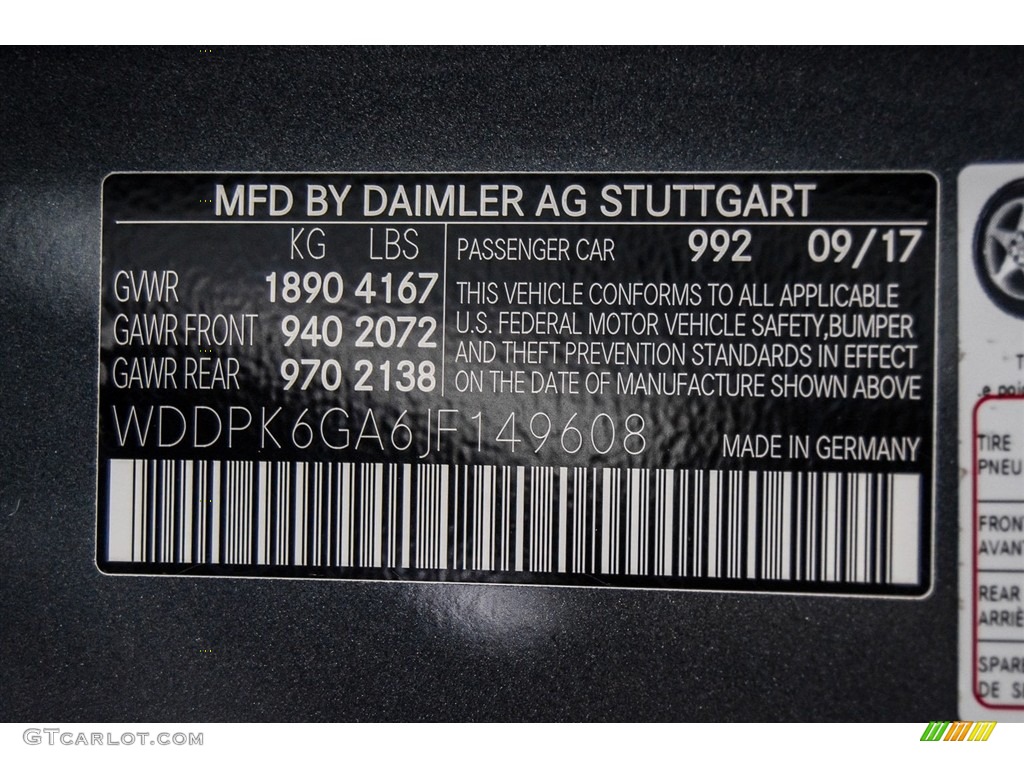 MFD BY DAIMLER AG STUTTGART
KG LBS
GVWR 1890 4167
GAWR FRONT 940 2072
GAWR REAR 970 2138
PASSENGER CAR 992 09/17
THIS VEHICLE CONFORMS TO ALL APPLICABLE
U.S. FEDERAL MOTOR VEHICLE SAFETY,BUMPER
AND THEFT PREVENTION STANDARDS IN EFFECT
ON THE DATE OF MANUFACTURE SHOWN ABOVE
WDDPK6GA6JF149608
MADE IN GERMANY
TIRE
PNEU
FRON
AVAN
REAR
ARRIÈ
SPARE
DE S
GTCARLOT.COM